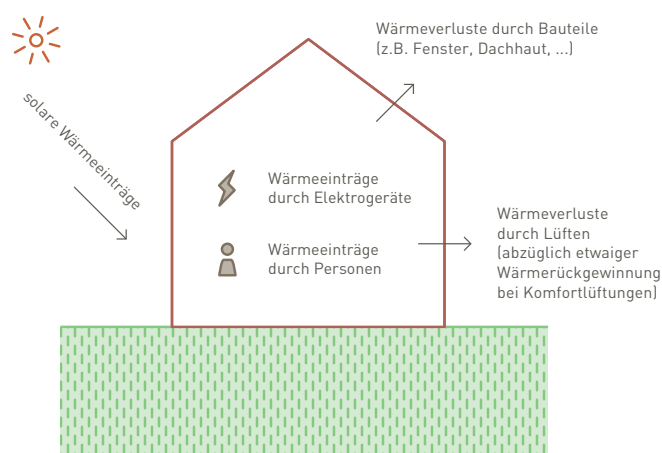 Wärmeverluste durch Bauteile
(z.B. Fenster, Dachhaut, ...)
solare Wärmeeinträge
Wärmeeinträge
durch Elektrogeräte
Wärmeeinträge
durch Personen
Wärmeverluste
durch Lüften
(abzüglich etwaiger
Wärmerückgewinnung
bei Komfortlüftungen)